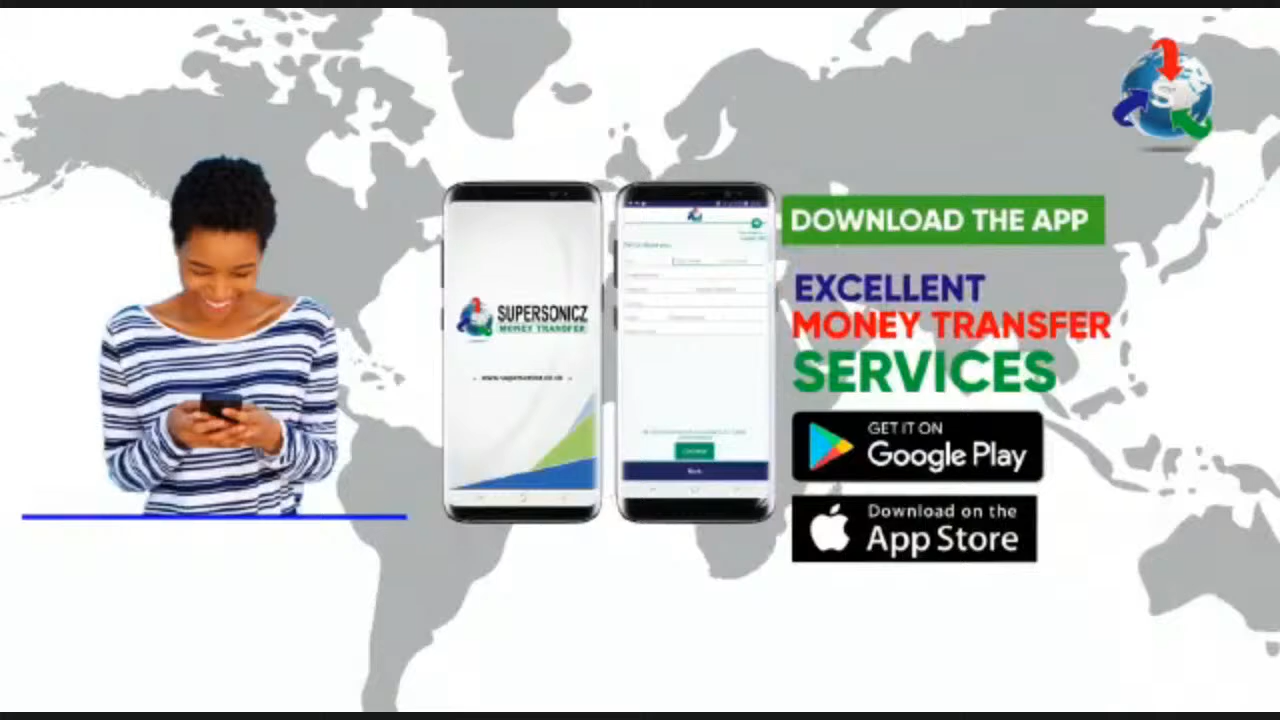 SUPERSONICZ
MONEY TRANSFER
DOWNLOAD THE APP
EXCELLENT
MONEY TRANSFER
SERVICES
GET IT ON
Google Play
Download on the
App Store